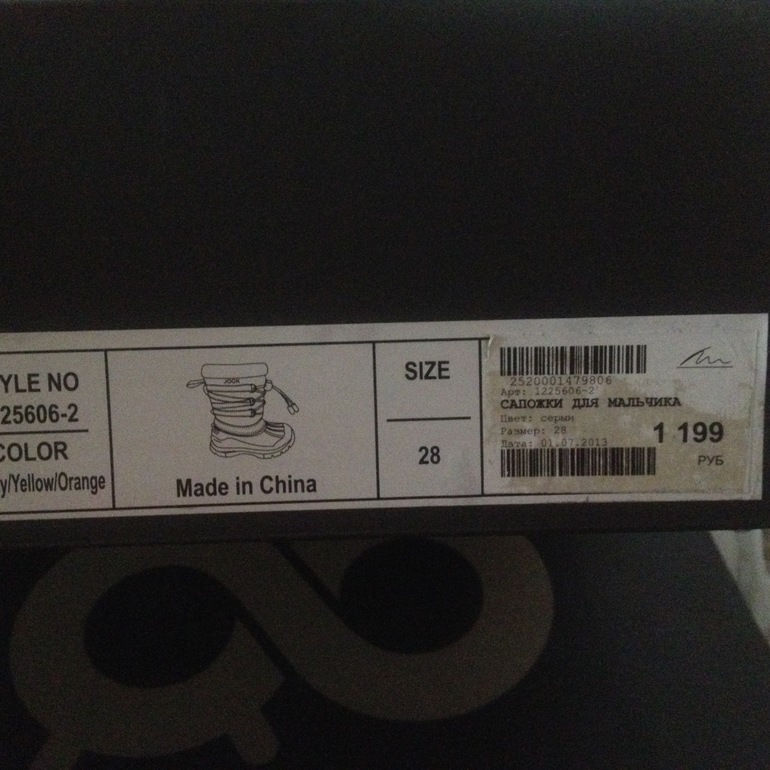 YLE NO
25606-2
COLOR
y/Yellow/Orange
Made in China
SIZE
28
2520001479806
Арт: 1225606-2
САПОЖКИ ДЛЯ МАЛЬЧИКА
Цвет: серый
Размер: 28
Дата: 01.07.2013
1 199
РУБ